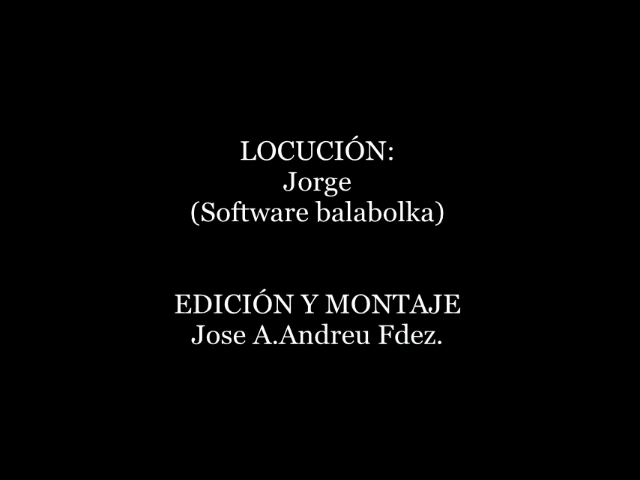 LOCUCIÓN:
Jorge
(Software balabolka)
EDICIÓN Y MONTAJE
Jose A.Andreu Fdez.